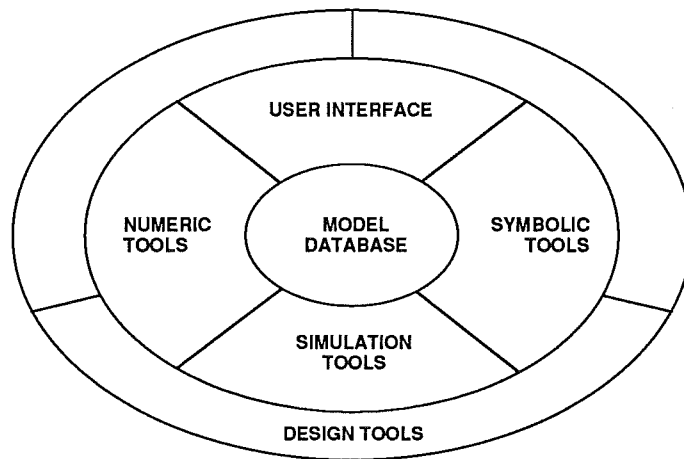 USER INTERFACE
NUMERIC
TOOLS
MODEL
DATABASE
SYMBOLIC
TOOLS
SIMULATION
TOOLS
DESIGN TOOLS